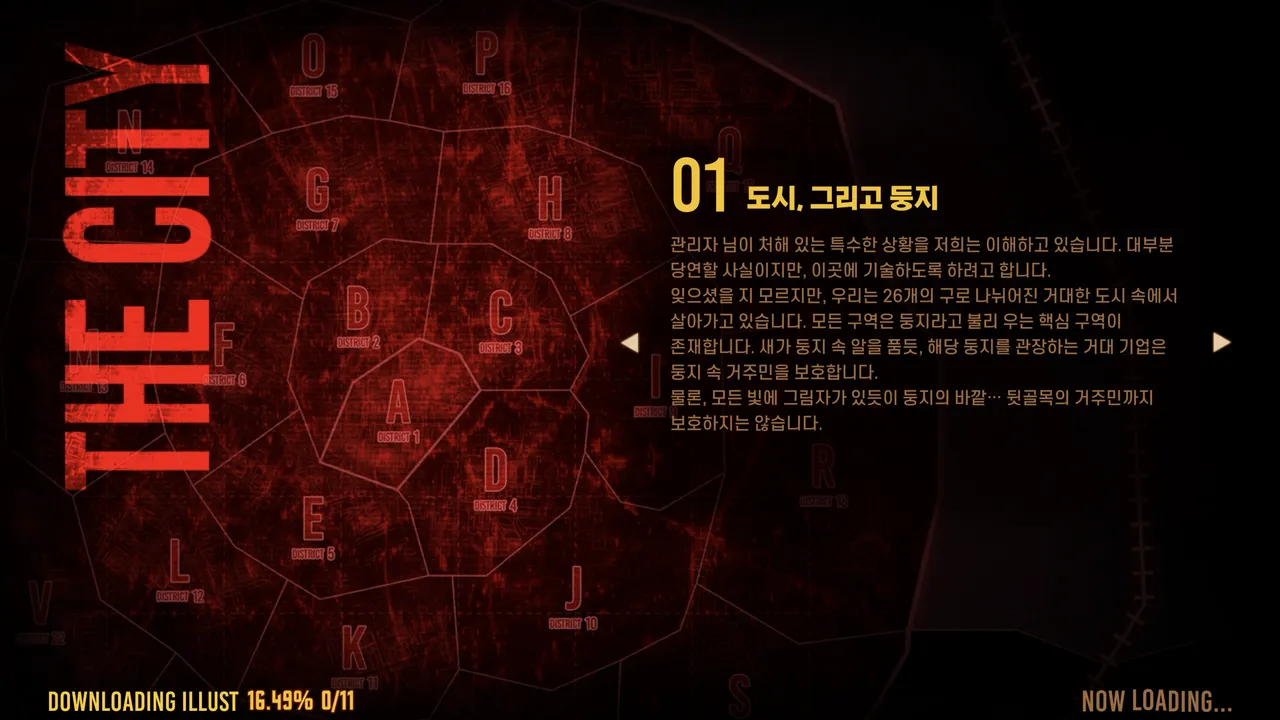 THE CITY
O
DISTRICT 15
P
DISTRICT 16
N
DISTRICT 14
Q
G
DISTRICT 7
H
DISTRICT 8
01 도시, 그리고 둥지
관리자 님이 처해 있는 특수한 상황을 저희는 이해하고 있습니다. 대부분
당연할 사실이지만, 이곳에 기술하도록 하려고 합니다.
잊으셨을 지 모르지만, 우리는 26개의 구로 나뉘어진 거대한 도시 속에서
살아가고 있습니다. 모든 구역은 둥지라고 불리 우는 핵심 구역이
존재합니다. 새가 둥지 속 알을 품듯, 해당 둥지를 관장하는 거대 기업은
둥지 속 거주민을 보호합니다.
물론, 모든 빛에 그림자가 있듯이 둥지의 바깥… 뒷골목의 거주민까지
보호하지는 않습니다.
B
DISTRICT 2
C
DISTRICT 3
F
DISTRICT 6
M
DISTRICT 13
A
DISTRICT 1
I
DISTRICT 9
D
DISTRICT 4
R
DISTRICT 18
E
DISTRICT 5
L
DISTRICT 12
J
DISTRICT 10
V
DISTRICT 22
K
DISTRICT 11
S
DOWNLOADING ILLUST 16.49% 0/11
NOW LOADING...